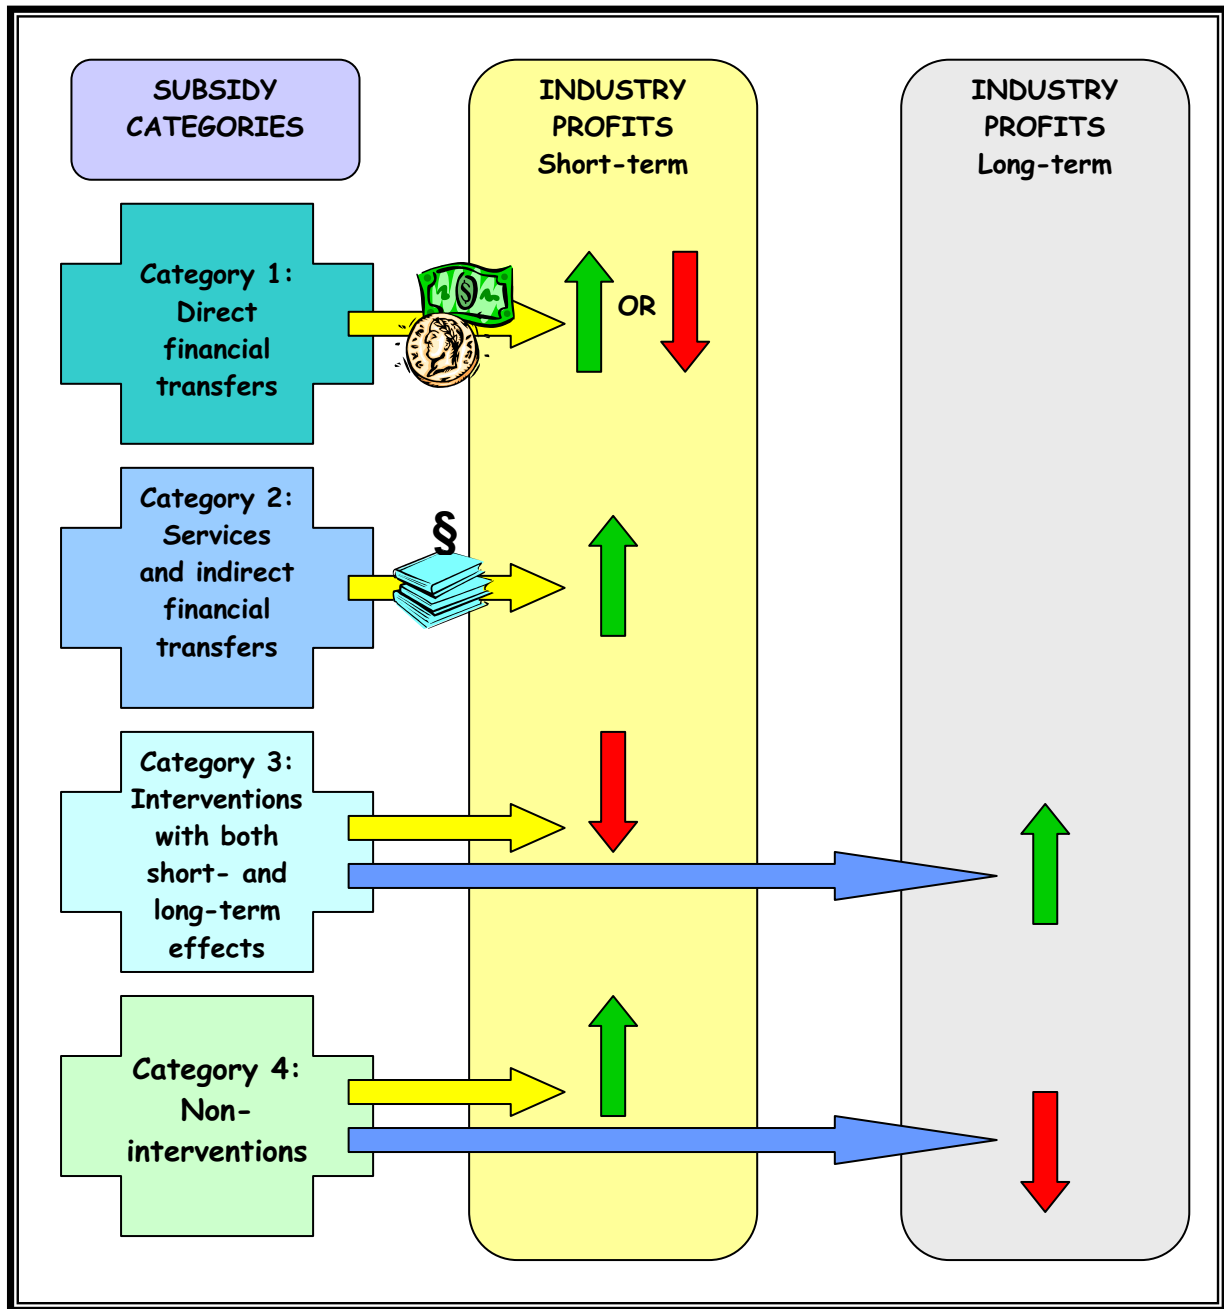 SUBSIDY
CATEGORIES
INDUSTRY
PROFITS
Short-term
INDUSTRY
PROFITS
Long-term
Category 1:
Direct
financial
transfers
$
OR
Category 2:
Services
and indirect
financial
transfers
§
Category 3:
Interventions
with both
short- and
long-term
effects
Category 4:
Non-
interventions